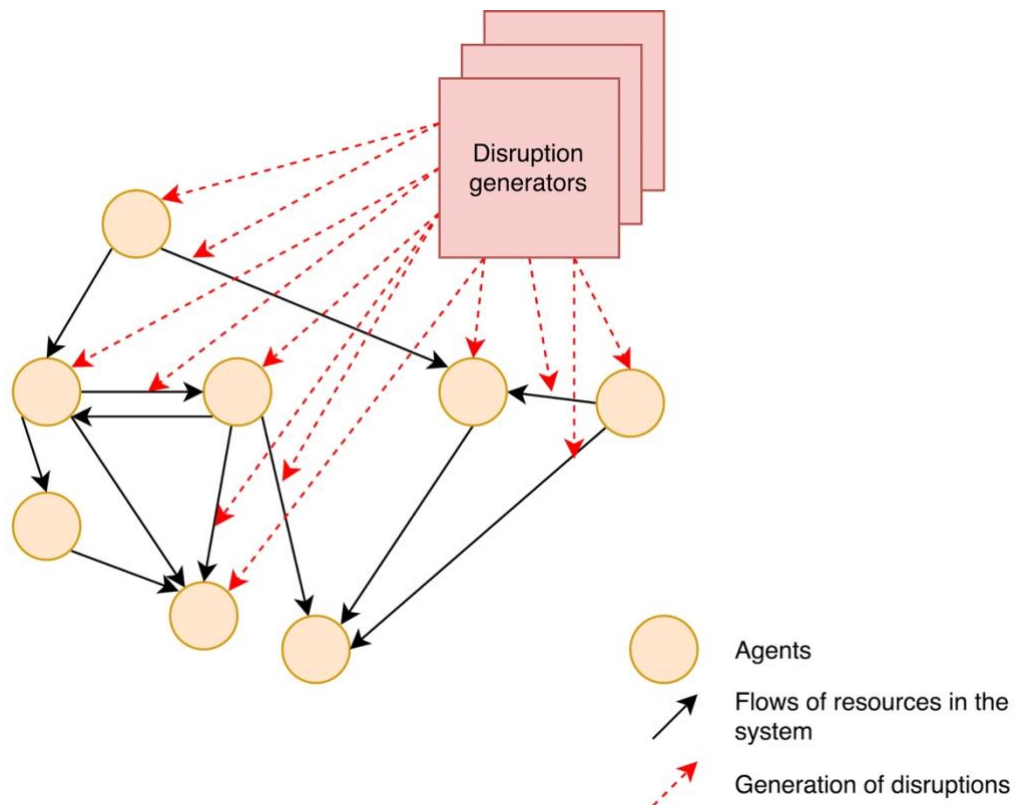 Disruption
generators
Agents
Flows of resources in the
system
Generation of disruptions